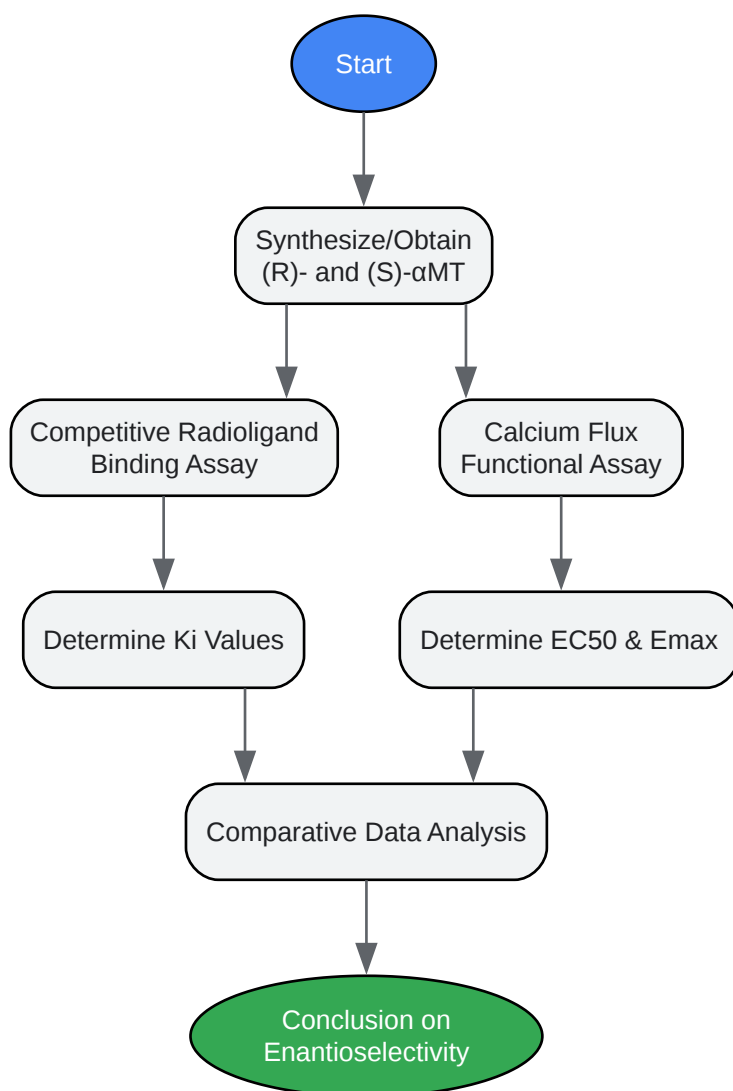 Start
Synthesize/Obtain
(R)- and (S)-αMT
Competitive Radioligand
Binding Assay
Calcium Flux
Functional Assay
Determine Ki Values
Determine EC50 & Emax
Comparative Data Analysis
Conclusion on
Enantioselectivity